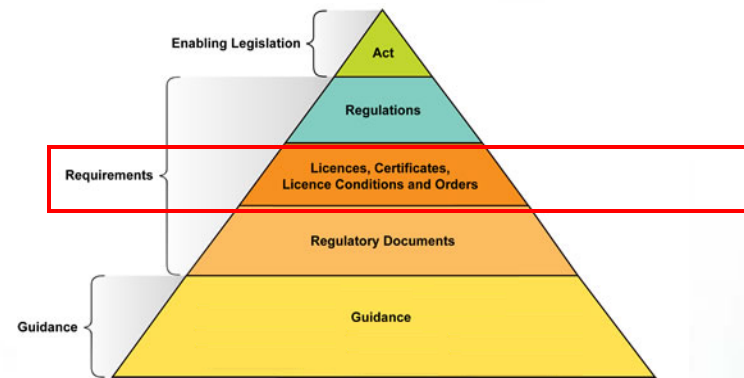 Enabling Legislation
Act
Regulations
Requirements
Licences, Certificates,
Licence Conditions and Orders
Regulatory Documents
Guidance
Guidance